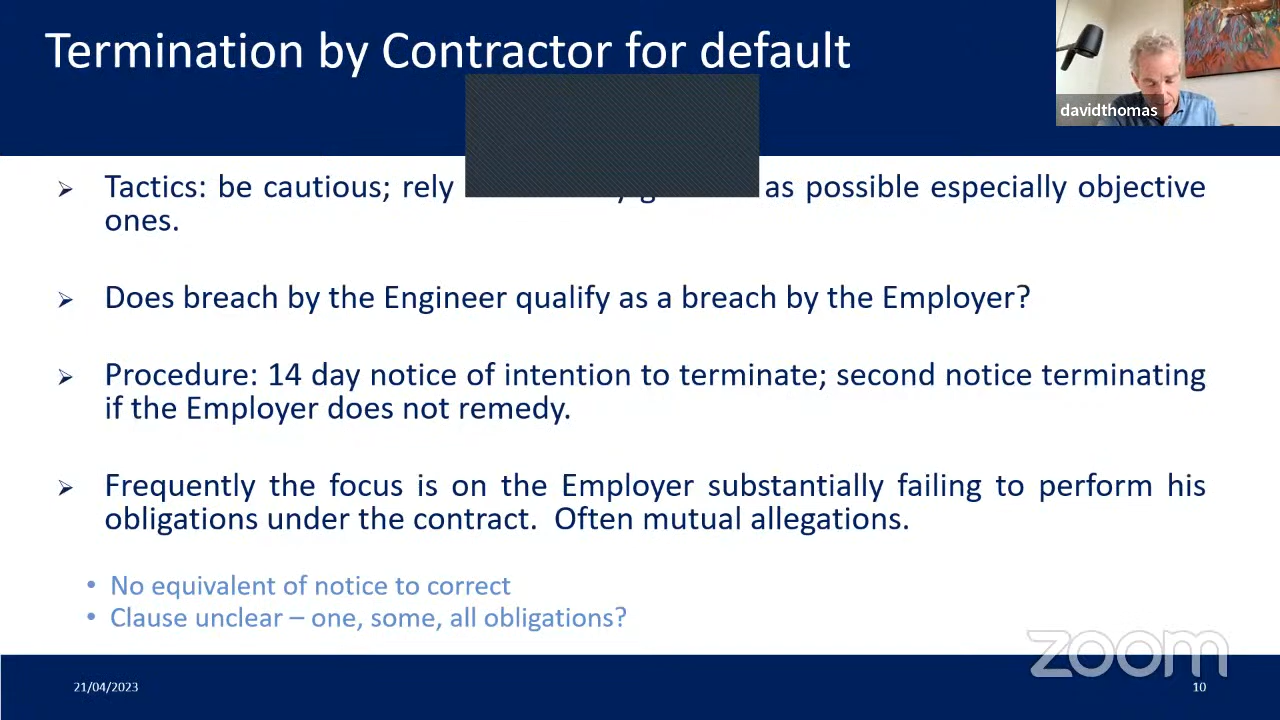 Termination by Contractor for default
davidthomas
➢ Tactics: be cautious; rely as possible especially objective
ones.
➢ Does breach by the Engineer qualify as a breach by the Employer?
➢ Procedure: 14 day notice of intention to terminate; second notice terminating
if the Employer does not remedy.
➢ Frequently the focus is on the Employer substantially failing to perform his
obligations under the contract. Often mutual allegations.
• No equivalent of notice to correct
• Clause unclear – one, some, all obligations?
zoom
21/04/2023
10